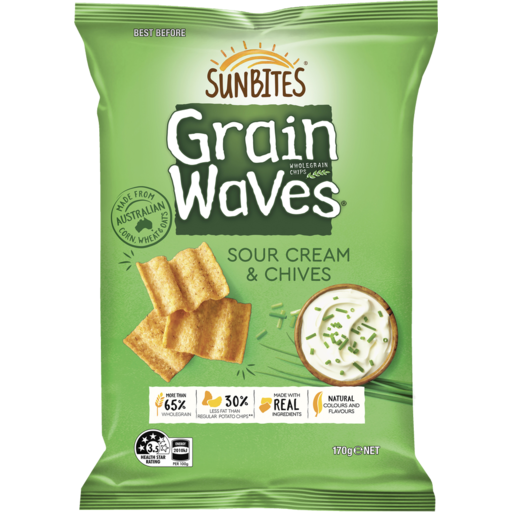 BEST BEFORE
SUNBITES®
Grain
WHOLEGRAIN
CHIPS
WaVes®
MADE FROM
AUSTRALIAN
CORN, WHEAT & OATS
SOUR CREAM
& CHIVES
MORE THAN
65%
WHOLEGRAIN
30%
LESS FAT THAN
REGULAR POTATO CHIPS**
MADE WITH
REAL
INGREDIENTS
NATURAL
COLOURS AND
FLAVOURS
3.5
HEALTH STAR
RATING
ENERGY
PER 100g
170g NET